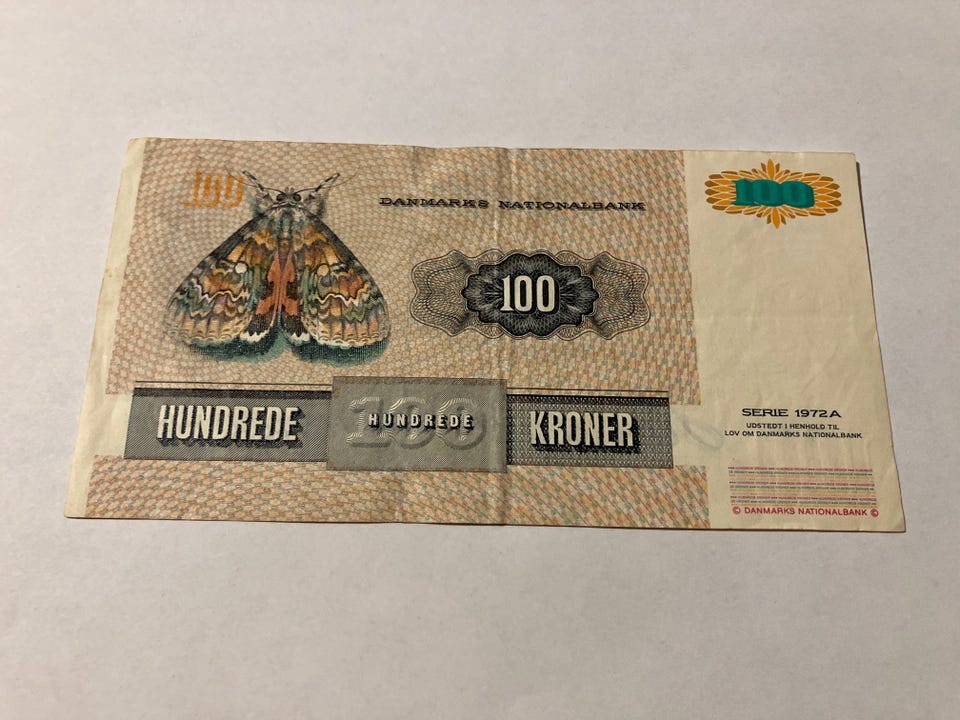 100
DANMARKS NATIONALBANK
100
100
HUNDREDE
100
HUNDREDE
KRONER
SERIE 1972A
UDSTEDT I HENHOLD TIL
LOV OM DANMARKS NATIONALBANK
© DANMARKS NATIONALBANK ©